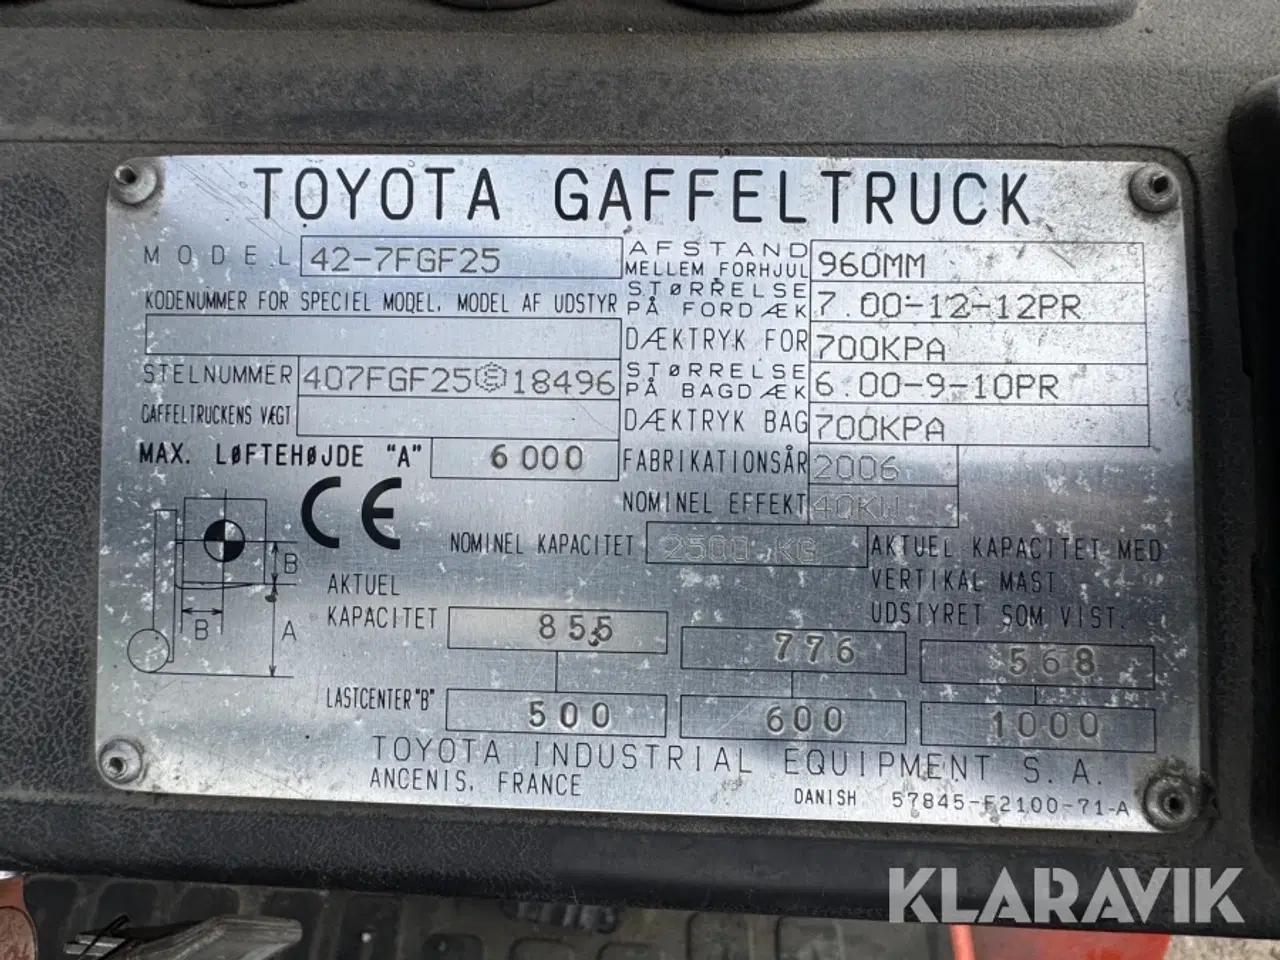 TOYOTA GAFFELTRUCK
MODEL 42-7FGF25
KODENUMMER FOR SPECIEL MODEL, MODEL AF UDSTYR
STELNUMMER 407FGF25 S 18496
GAFFELTRUCKENS VÆGT
MAX. LØFTEHØJDE "A" 6000
AFSTAND MELLEM FORHJUL 960MM
STØRRELSE PÅ FORDÆK 7.00-12-12PR
DÆKTRYK FOR 700KPA
STØRRELSE PÅ BAGDÆK 6.00-9-10PR
DÆKTRYK BAG 700KPA
FABRIKATIONSÅR 2006
NOMINEL EFFEKT 40KW
CE
NOMINEL KAPACITET 2500 KG
AKTUEL KAPACITET MED
VERTIKAL MAST
UDSTYRET SOM VIST.
B
B
A
AKTUEL
KAPACITET 855 776 568
LASTCENTER "B" 500 600 1000
TOYOTA INDUSTRIAL EQUIPMENT S.A.
ANCENIS, FRANCE
DANISH 57845-F2100-71-A
KLARAVIK